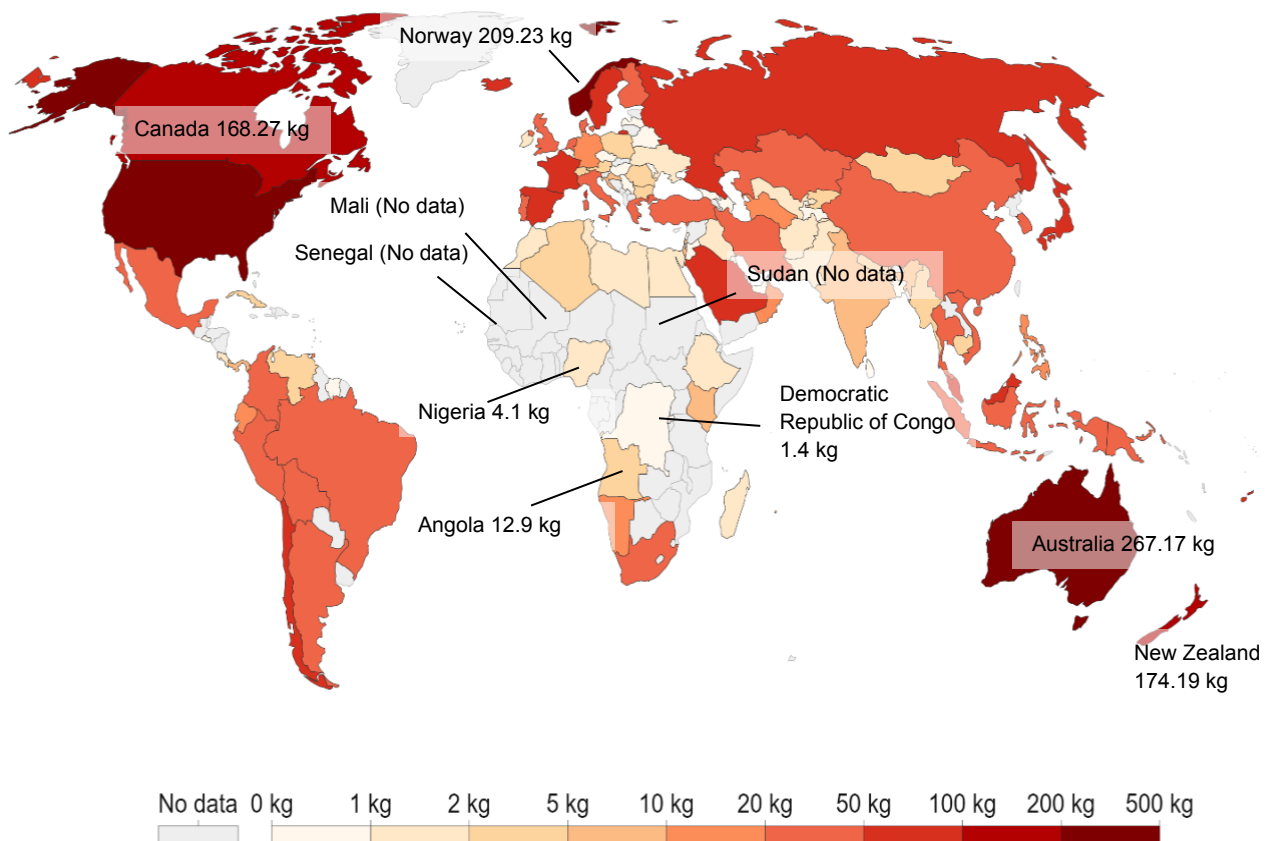 Norway 209.23 kg
Canada 168.27 kg
Mali (No data)
Senegal (No data)
Sudan (No data)
Nigeria 4.1 kg
Democratic
Republic of Congo
1.4 kg
Angola 12.9 kg
Australia 267.17 kg
New Zealand
174.19 kg
No data 0 kg 1 kg 2 kg 5 kg 10 kg 20 kg 50 kg 100 kg 200 kg 500 kg